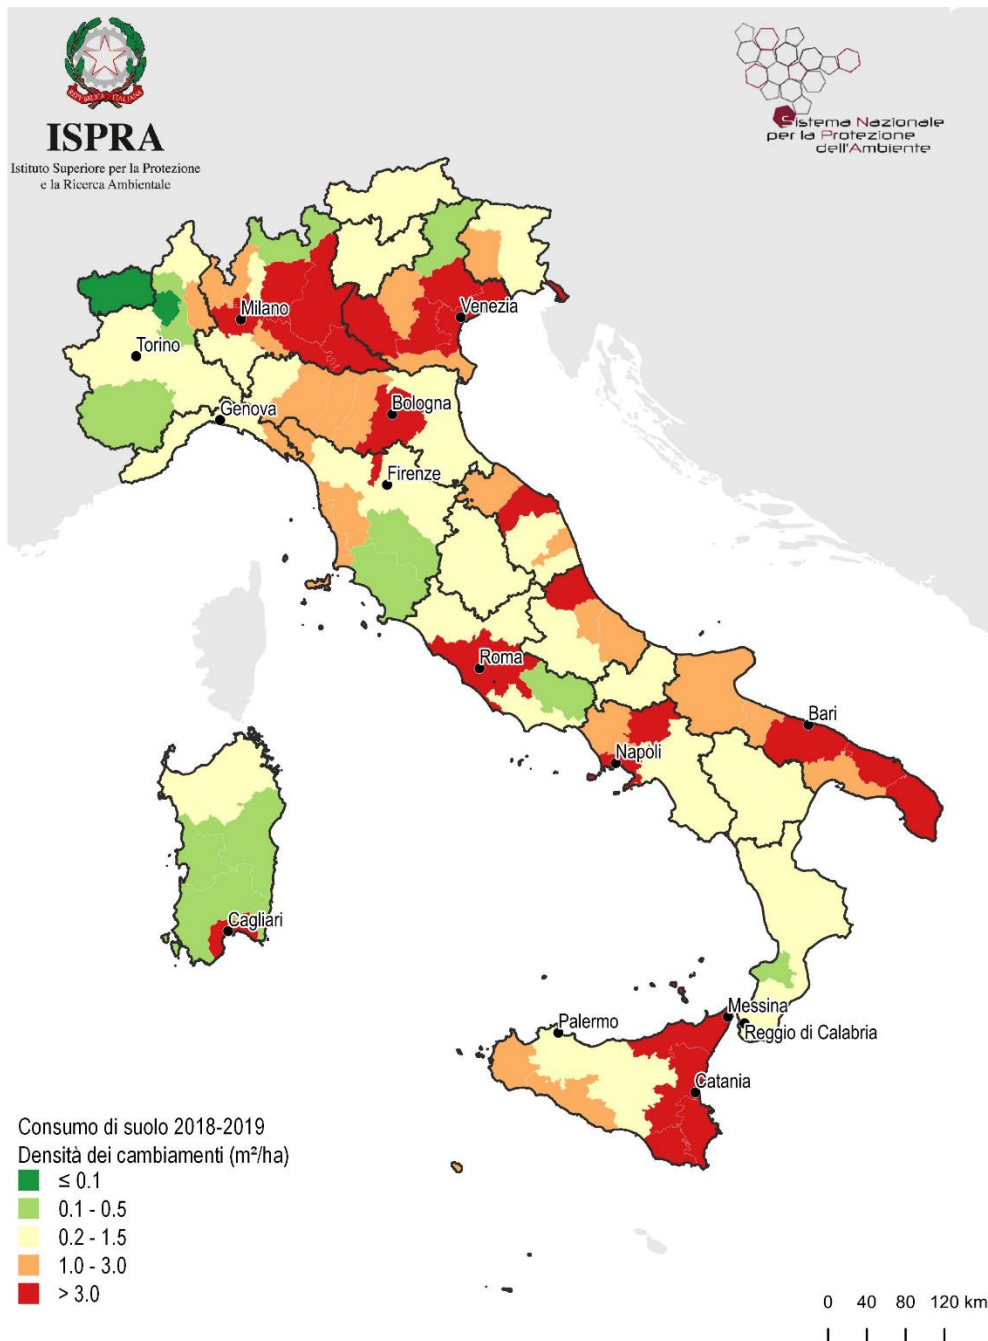 REPVBBLICA ITALIANA
ISPRA
Istituto Superiore per la Protezione
e la Ricerca Ambientale
Sistema Nazionale
per la Protezione
dell'Ambiente
Milano
Venezia
Torino
Genova
Bologna
Firenze
Roma
Bari
Napoli
Cagliari
Messina
Palermo
Reggio di Calabria
Catania
Consumo di suolo 2018-2019
Densità dei cambiamenti (m²/ha)
≤ 0.1
0.1 - 0.5
0.2 - 1.5
1.0 - 3.0
> 3.0
0 40 80 120 km